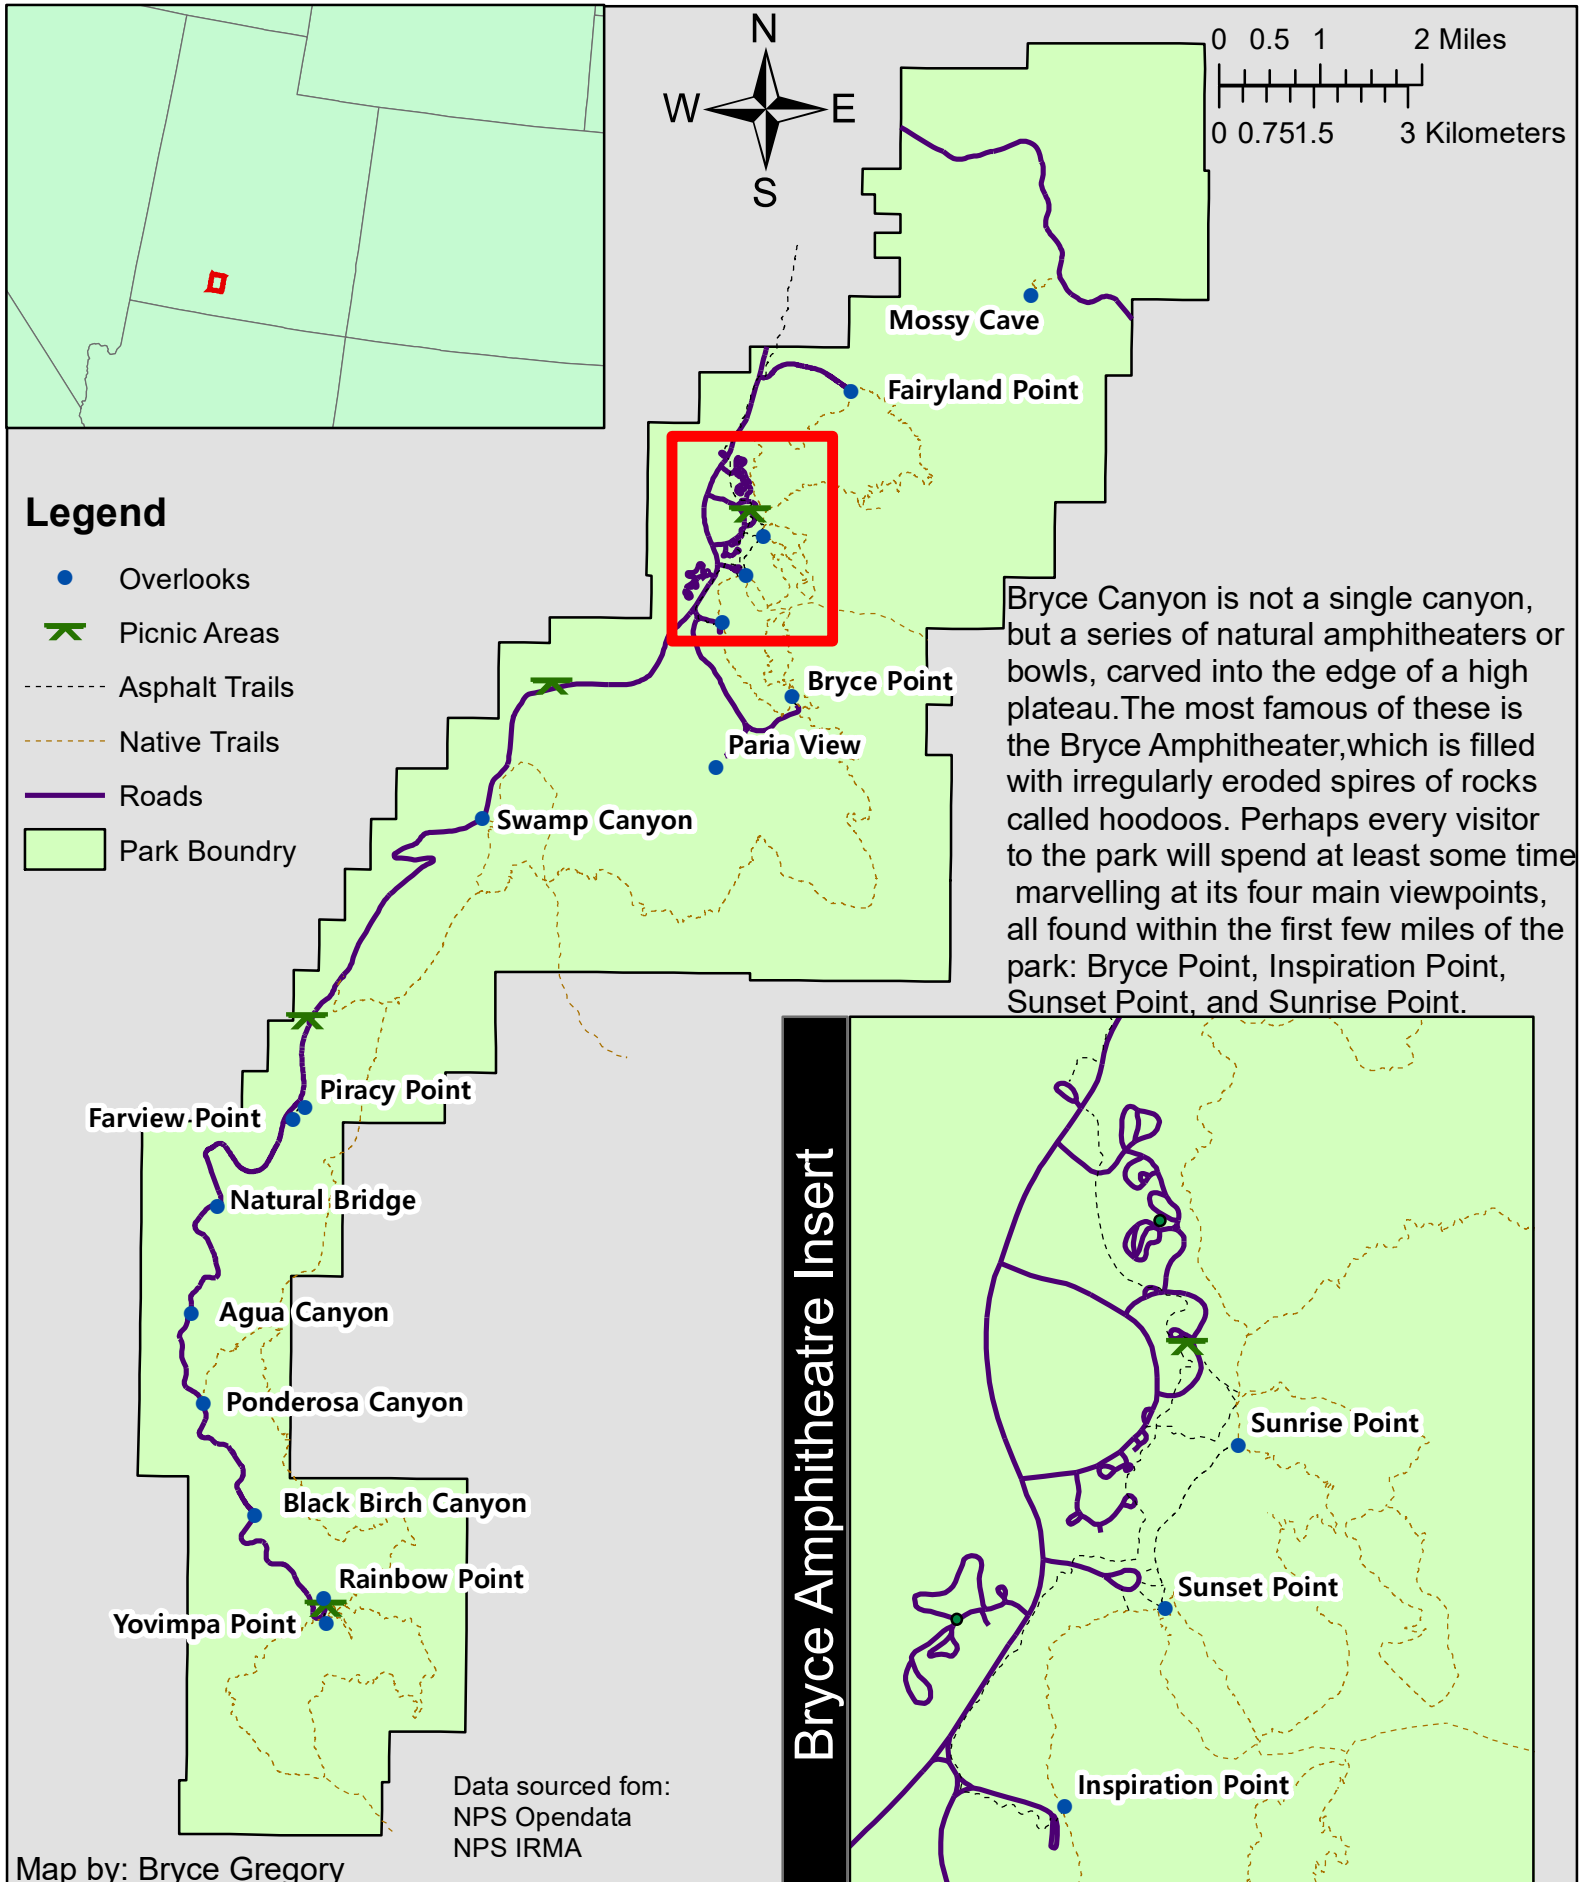 N
W
E
S
0 0.5 1 2 Miles
0 0.751.5 3 Kilometers
Mossy Cave
Fairyland Point
Legend
Overlooks
Picnic Areas
Asphalt Trails
Native Trails
Roads
Park Boundry
Bryce Point
Paria View
Swamp Canyon
Piracy Point
Farview Point
Natural Bridge
Agua Canyon
Ponderosa Canyon
Black Birch Canyon
Rainbow Point
Yovimpa Point
Bryce Canyon is not a single canyon,
but a series of natural amphitheaters or
bowls, carved into the edge of a high
plateau.The most famous of these is
the Bryce Amphitheater,which is filled
with irregularly eroded spires of rocks
called hoodoos. Perhaps every visitor
to the park will spend at least some time
marvelling at its four main viewpoints,
all found within the first few miles of the
park: Bryce Point, Inspiration Point,
Sunset Point, and Sunrise Point.
Bryce Amphitheatre Insert
Sunrise Point
Sunset Point
Inspiration Point
Data sourced fom:
NPS Opendata
NPS IRMA
Map by: Bryce Gregory